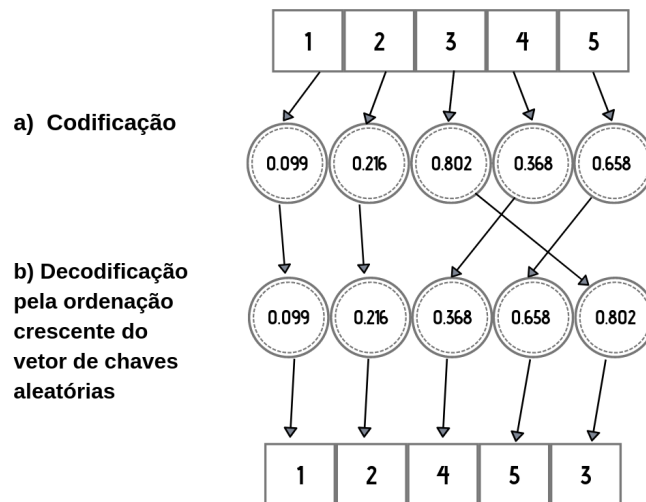 1 2 3 4 5
a) Codificação
0.099 0.216 0.802 0.368 0.658
b) Decodificação
pela ordenação
crescente do
vetor de chaves
aleatórias
0.099 0.216 0.368 0.658 0.802
1 2 4 5 3